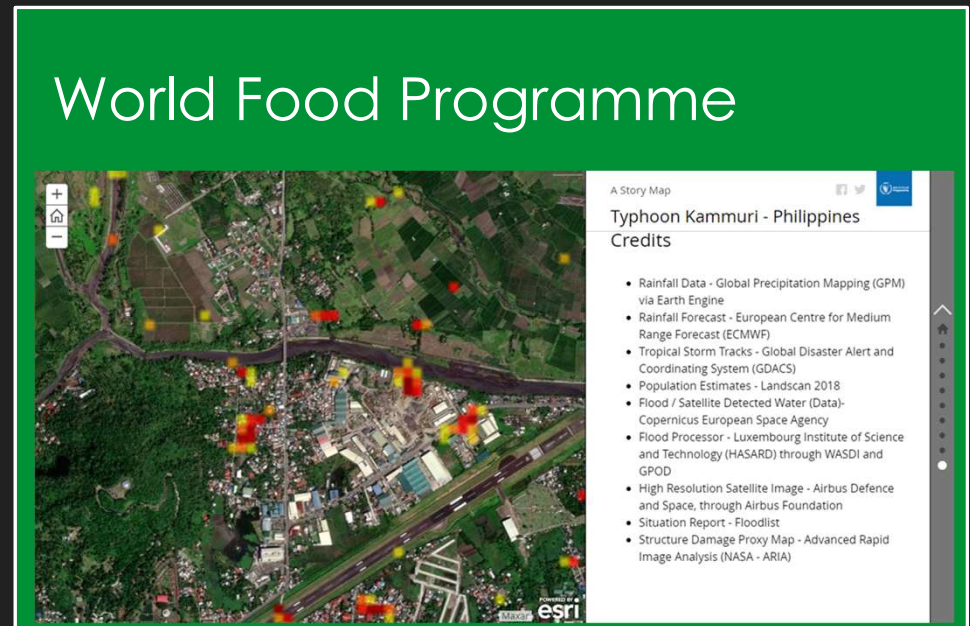 World Food Programme
A Story Map
Typhoon Kammuri - Philippines
Credits
• Rainfall Data - Global Precipitation Mapping (GPM)
via Earth Engine
• Rainfall Forecast - European Centre for Medium
Range Forecast (ECMWF)
• Tropical Storm Tracks - Global Disaster Alert and
Coordinating System (GDACS)
• Population Estimates - Landscan 2018
• Flood / Satellite Detected Water (Data)-
Copernicus European Space Agency
• Flood Processor - Luxembourg Institute of Science
and Technology (HASARD) through WASDI and
GPOD
• High Resolution Satellite Image - Airbus Defence
and Space, through Airbus Foundation
• Situation Report - Floodlist
• Structure Damage Proxy Map - Advanced Rapid
Image Analysis (NASA - ARIA)
POWERED BY
esri
Maxar